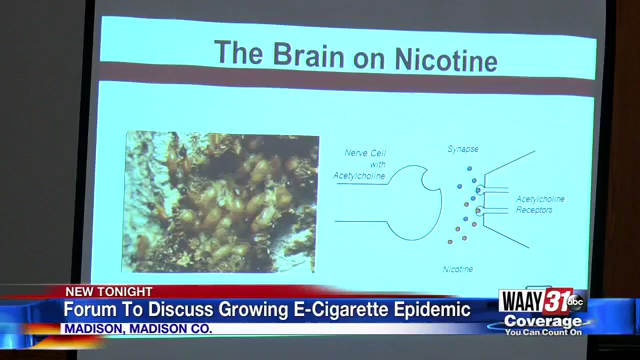 The Brain on Nicotine
Nerve Cell
with
Acetylcholine
Synapse
Acetylcholine
Receptors
Nicotine
NEW TONIGHT
Forum To Discuss Growing E-Cigarette Epidemic
MADISON, MADISON CO.
WAAY 31 abc
Coverage
You Can Count On